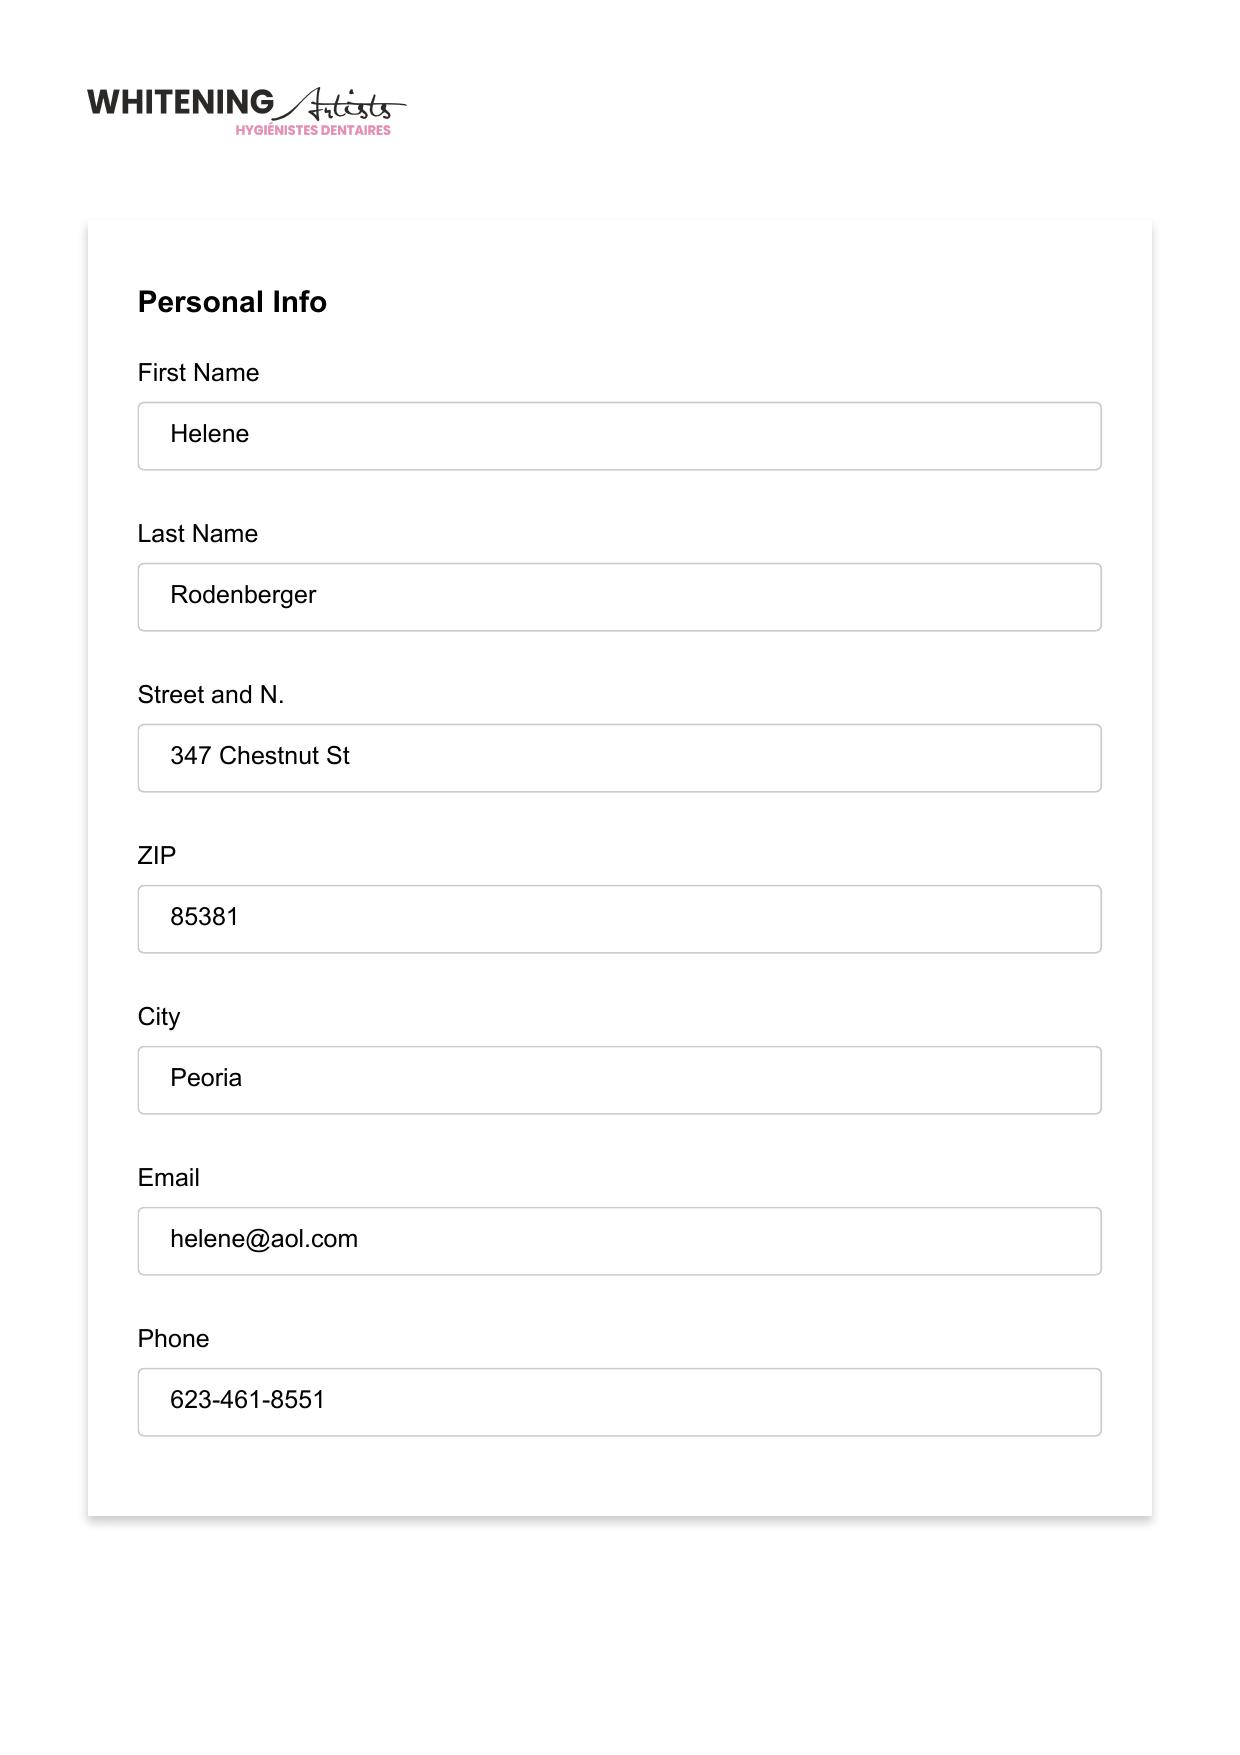 WHITENING Artists
HYGIÉNISTES DENTAIRES
Personal Info
First Name
Helene
Last Name
Rodenberger
Street and N.
347 Chestnut St
ZIP
85381
City
Peoria
Email
helene@aol.com
Phone
623-461-8551